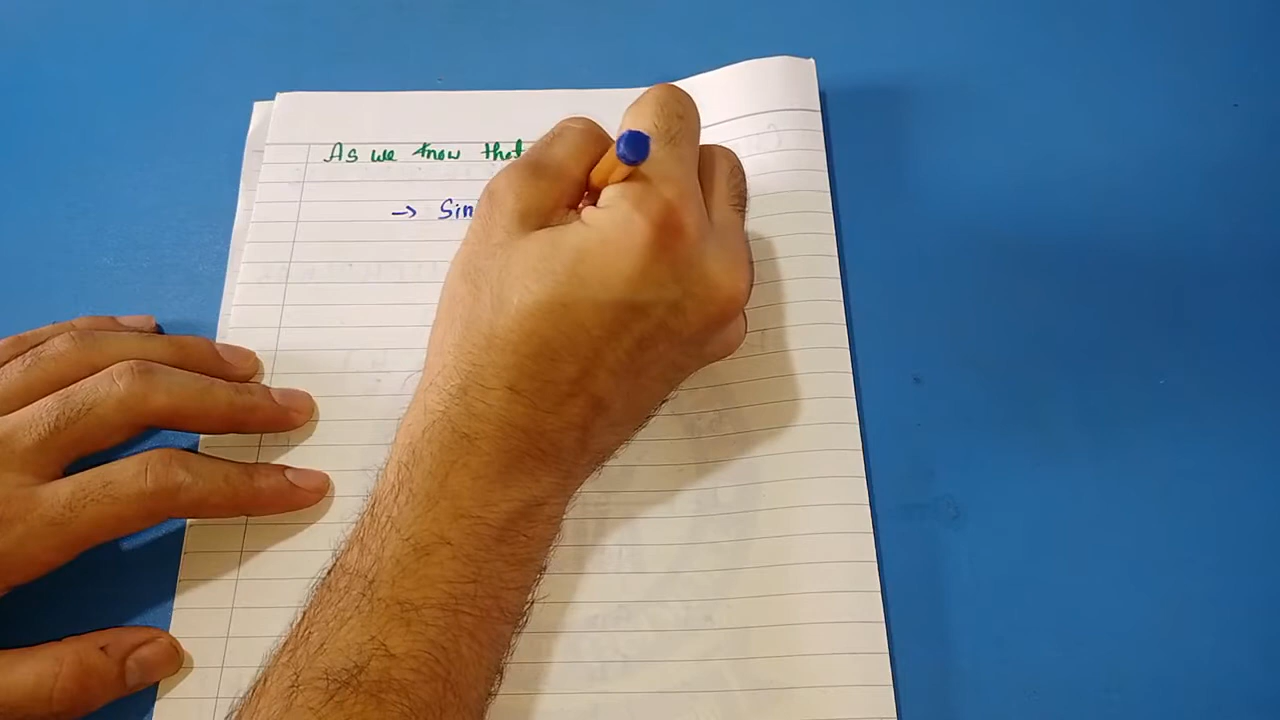 As we know that
→ Sin